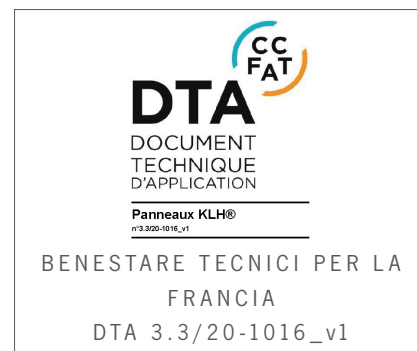 CC
FAT
DTA
DOCUMENT
TECHNIQUE
D'APPLICATION
Panneaux KLH®
n°3.3/20-1016_v1
BENESTARE TECNICI PER LA
FRANCIA
DTA 3.3/20-1016_v1